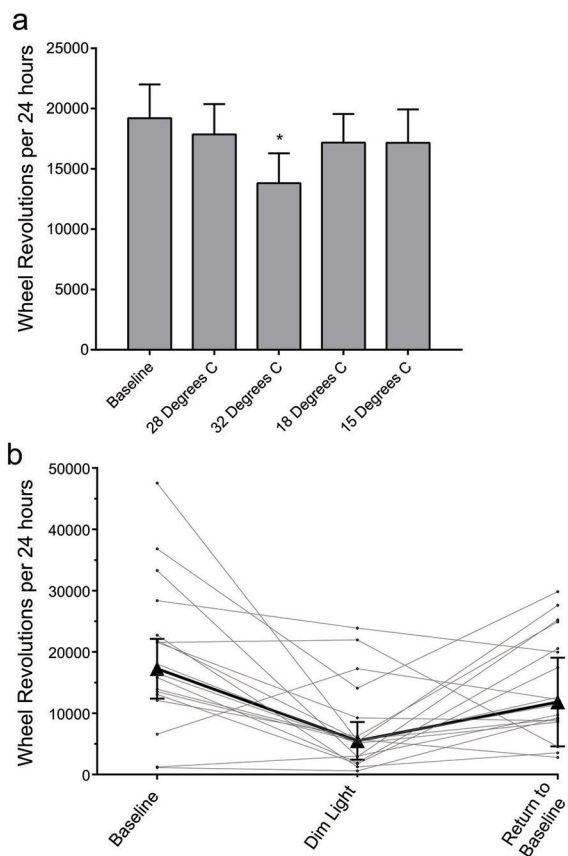 a
Wheel Revolutions per 24 hours
25000
20000
15000
10000
5000
0
*
Baseline
28 Degrees C
32 Degrees C
18 Degrees C
15 Degrees C
b
Wheel Revolutions per 24 hours
50000
40000
30000
20000
10000
0
Baseline
Dim Light
Return to
Baseline